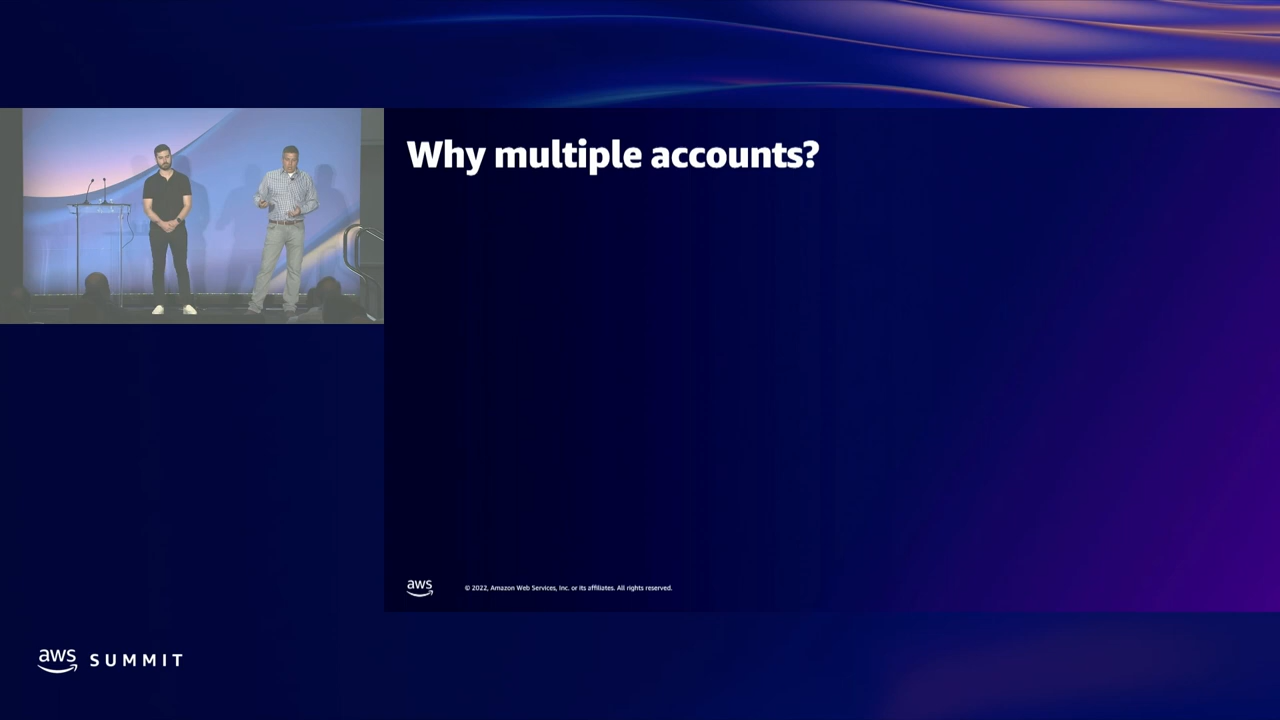 Why multiple accounts?
aws
© 2022, Amazon Web Services, Inc. or its affiliates. All rights reserved.
aws SUMMIT